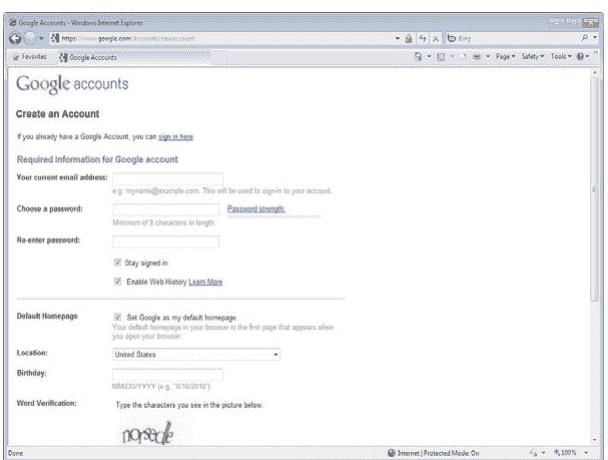 Google Accounts - Windows Internet Explorer
https://www.google.com/accounts/newaccount
Bing
Favorites Google Accounts Page Safety Tools
Google accounts
Create an Account
If you already have a Google Account, you can sign in here.
Required information for Google account
Your current email address:
e.g. myname@example.com. This will be used to sign-in to your account.
Choose a password: Password strength:
Minimum of 8 characters in length.
Re-enter password:
Stay signed in
Enable Web History Learn More
Default Homepage Set Google as my default homepage.
Your default homepage in your browser is the first page that appears when
you open your browser.
Location: United States
Birthday:
MM/DD/YYYY (e.g. "8/16/2010")
Word Verification: Type the characters you see in the picture below.
Done Internet | Protected Mode: On 100%